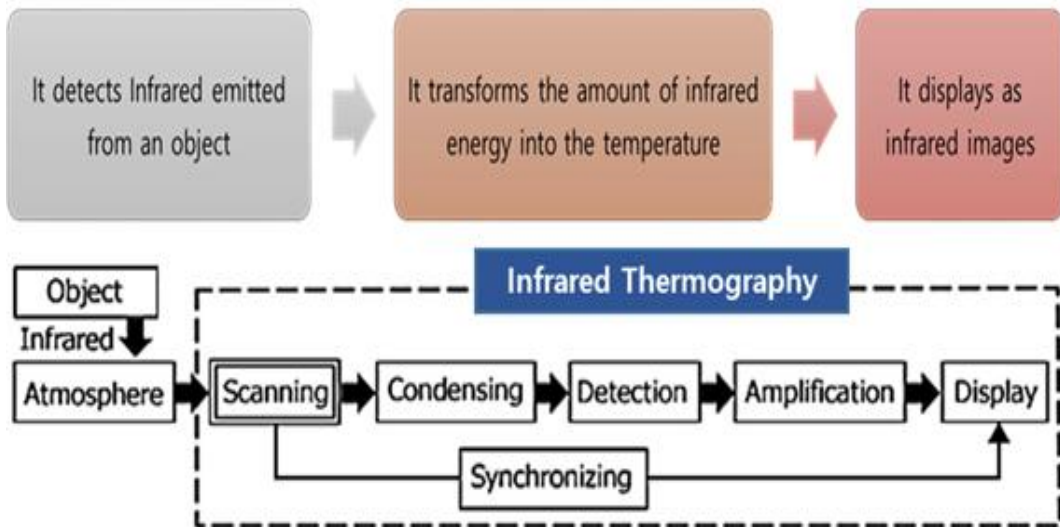 It detects Infrared emitted
from an object
It transforms the amount of infrared
energy into the temperature
It displays as
infrared images
Infrared Thermography
Object
Infrared
Atmosphere
Scanning
Condensing
Detection
Amplification
Display
Synchronizing